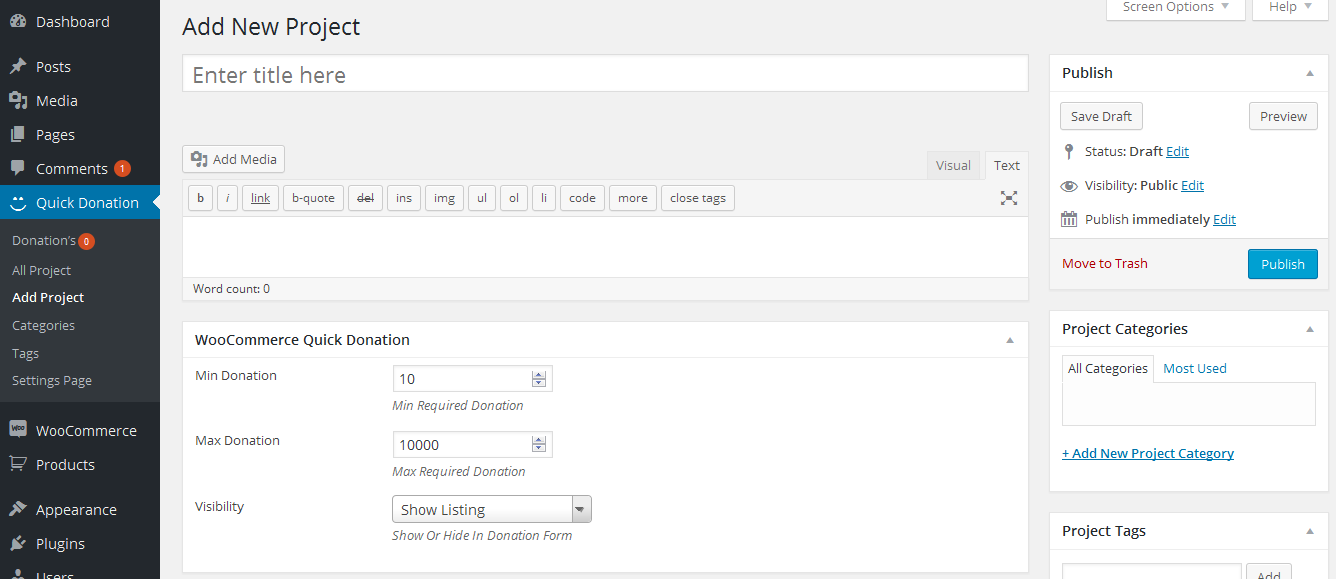 Dashboard
Posts
Media
Pages
Comments 1
Quick Donation
Donation's 0
All Project
Add Project
Categories
Tags
Settings Page
Woo WooCommerce
Products
Appearance
Plugins
Users
Screen Options
Help
Add New Project
Enter title here
Add Media
Visual
Text
b i link b-quote del ins img ul ol li code more close tags
Word count: 0
WooCommerce Quick Donation
Min Donation
10
Min Required Donation
Max Donation
10000
Max Required Donation
Visibility
Show Listing
Show Or Hide In Donation Form
Publish
Save Draft
Preview
Status: Draft Edit
Visibility: Public Edit
Publish immediately Edit
Move to Trash
Publish
Project Categories
All Categories
Most Used
+ Add New Project Category
Project Tags
Add